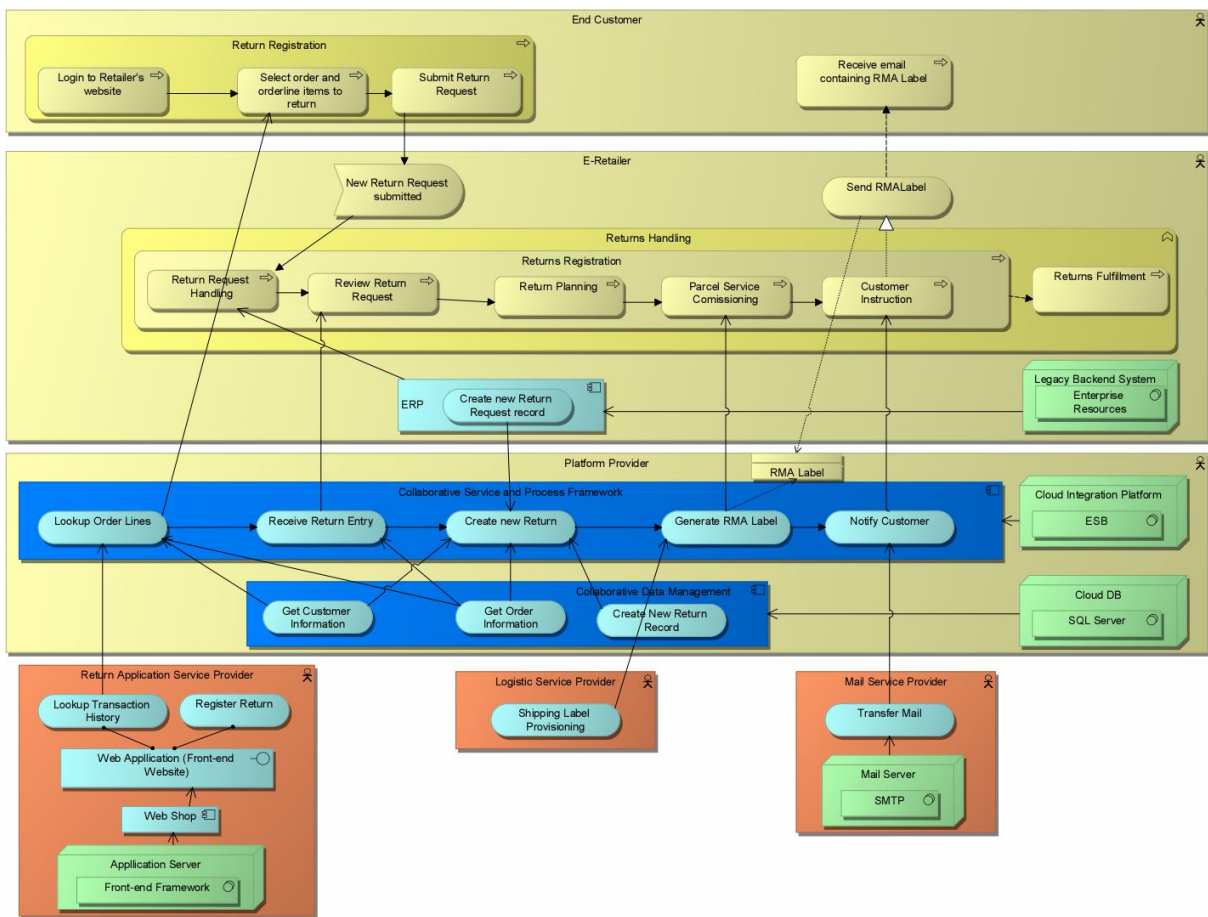 End Customer
Return Registration
Login to Retailer's
website
Select order and
orderline items to
return
Submit Return
Request
Receive email
containing RMA Label
E-Retailer
New Return Request
submitted
Send RMALabel
Returns Handling
Returns Registration
Return Request
Handling
Review Return
Request
Return Planning
Parcel Service
Comissioning
Customer
Instruction
Returns Fulfillment
ERP
Create new Return
Request record
Legacy Backend System
Enterprise
Resources
Platform Provider
RMA Label
Collaborative Service and Process Framework
Lookup Order Lines
Receive Return Entry
Create new Return
Generate RMA Label
Notify Customer
Cloud Integration Platform
ESB
Collaborative Data Management
Get Customer
Information
Get Order
Information
Create New Return
Record
Cloud DB
SQL Server
Return Application Service Provider
Lookup Transaction
History
Register Return
Web Apllication (Front-end
Website)
Web Shop
Appllication Server
Front-end Framework
Logistic Service Provider
Shipping Label
Provisioning
Mail Service Provider
Transfer Mail
Mail Server
SMTP